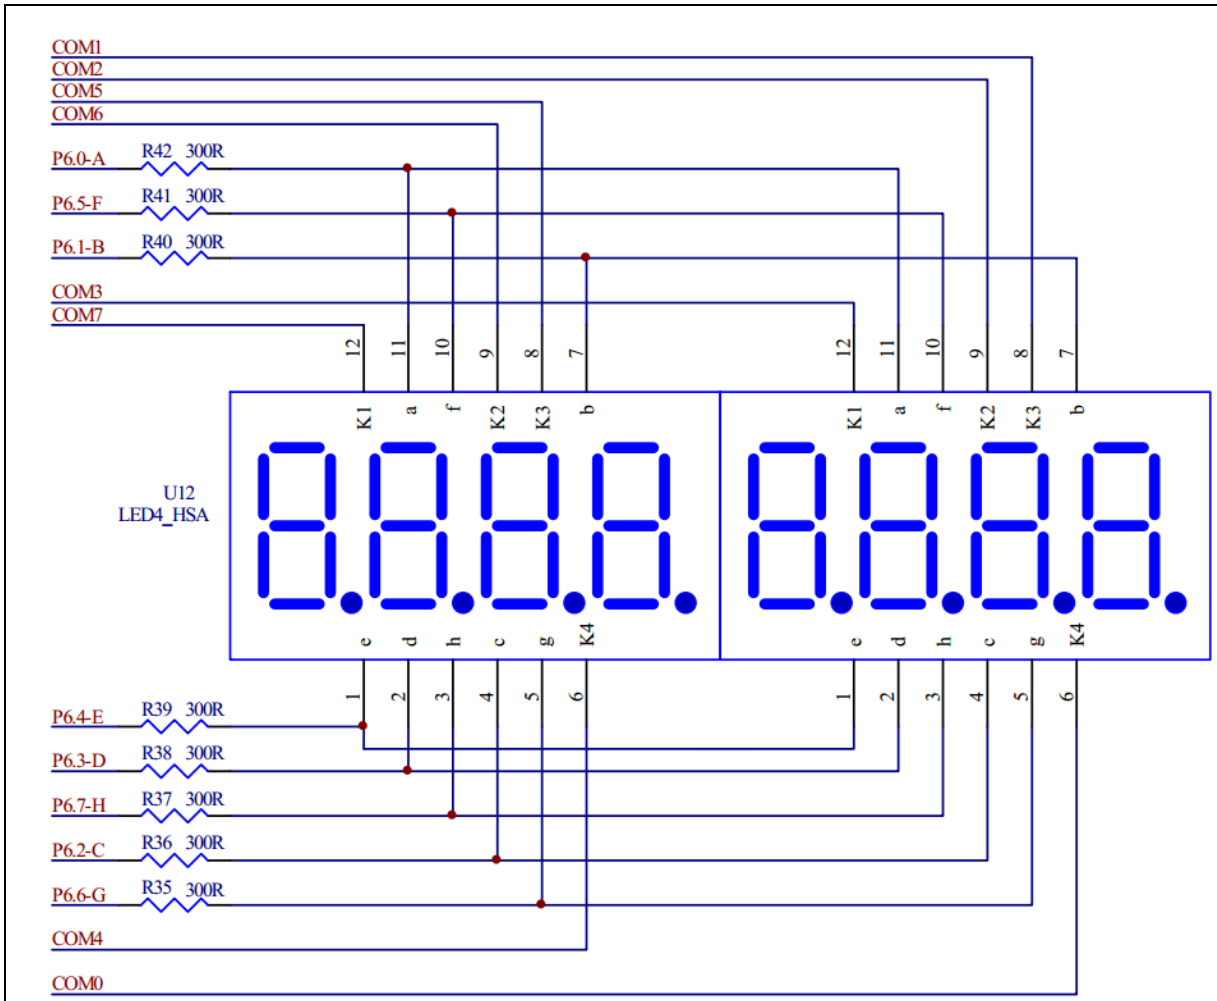 COM1
COM2
COM5
COM6
P6.0-A R42 300R
P6.5-F R41 300R
P6.1-B R40 300R
COM3
COM7
12 11 10 9 8 7 12 11 10 9 8 7
K1 a f K2 K3 b K1 a f K2 K3 b
U12
LED4_HSA
e d h c g K4 e d h c g K4
1 2 3 4 5 6 1 2 3 4 5 6
P6.4-E R39 300R
P6.3-D R38 300R
P6.7-H R37 300R
P6.2-C R36 300R
P6.6-G R35 300R
COM4
COM0